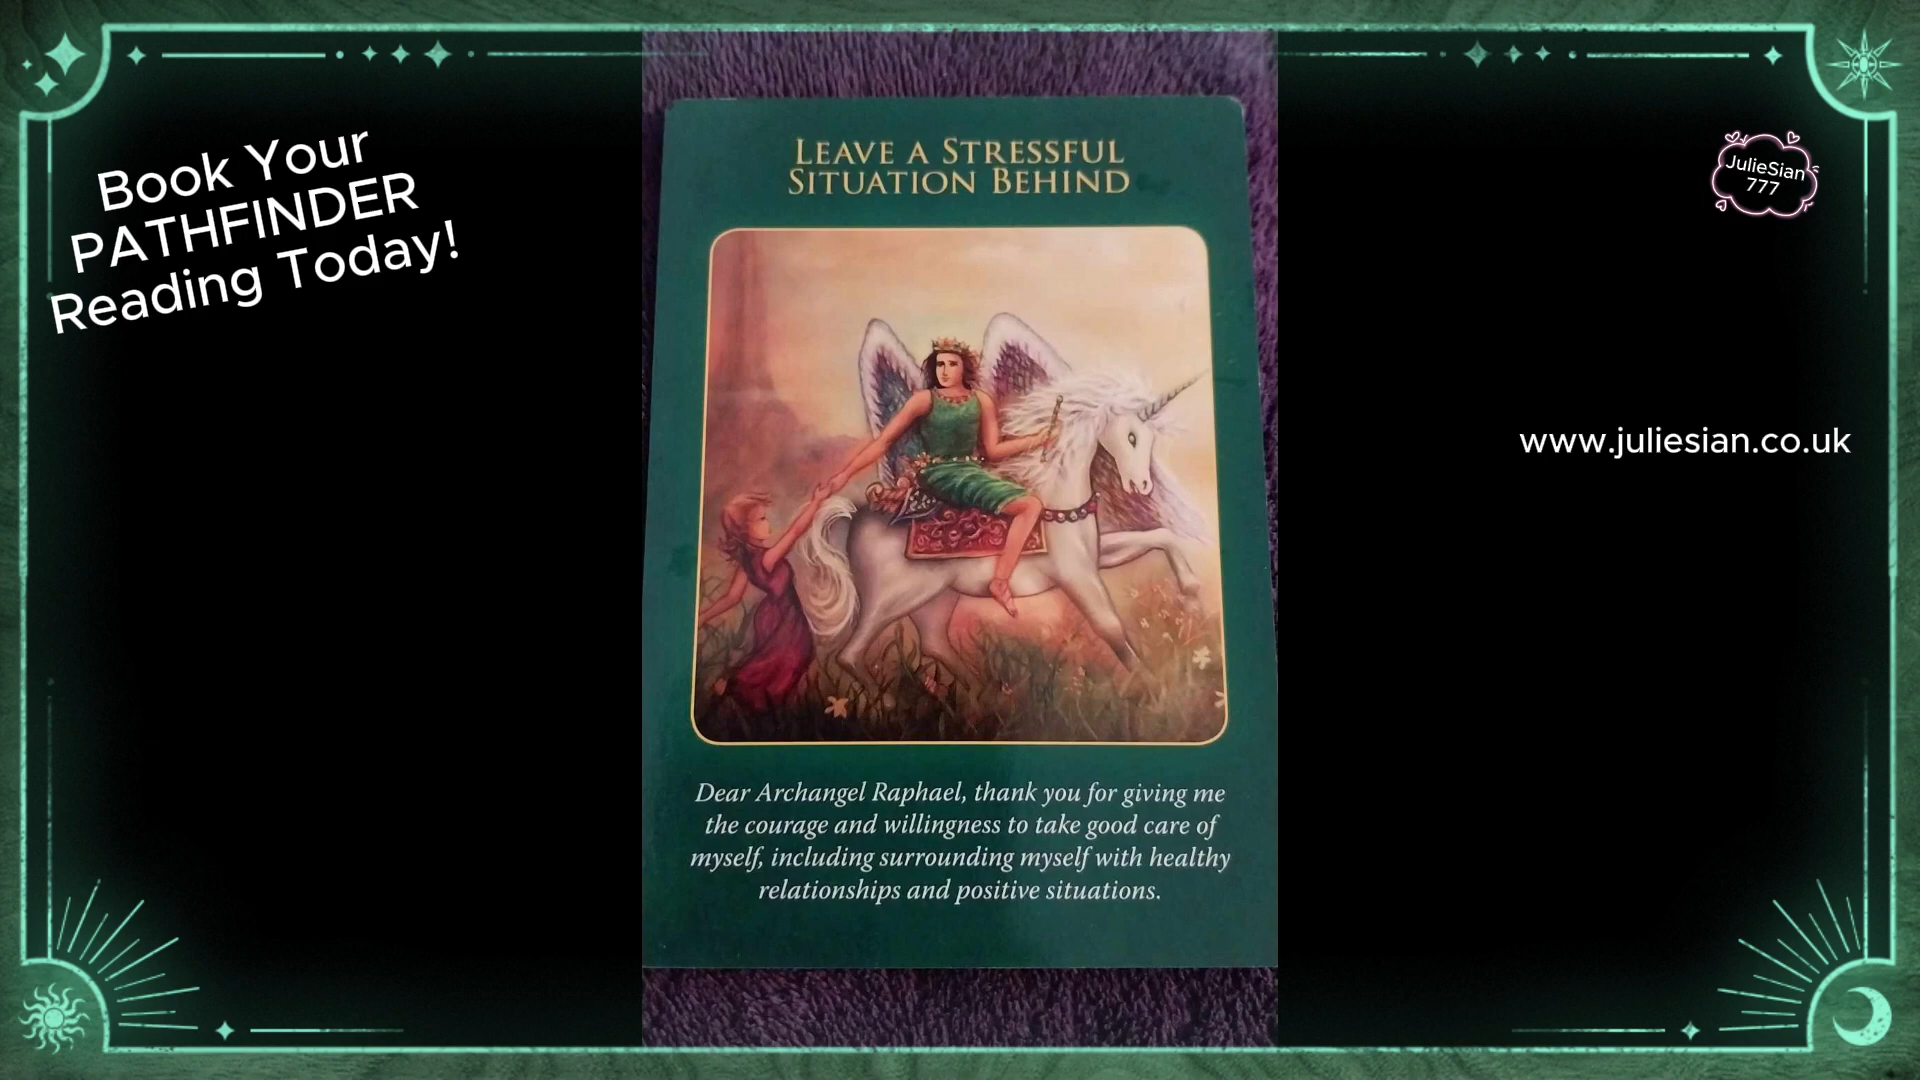 Book Your
PATHFINDER
Reading Today!
LEAVE A STRESSFUL
SITUATION BEHIND
Dear Archangel Raphael, thank you for giving me
the courage and willingness to take good care of
myself, including surrounding myself with healthy
relationships and positive situations.
JulieSian
777
www.juliesian.co.uk